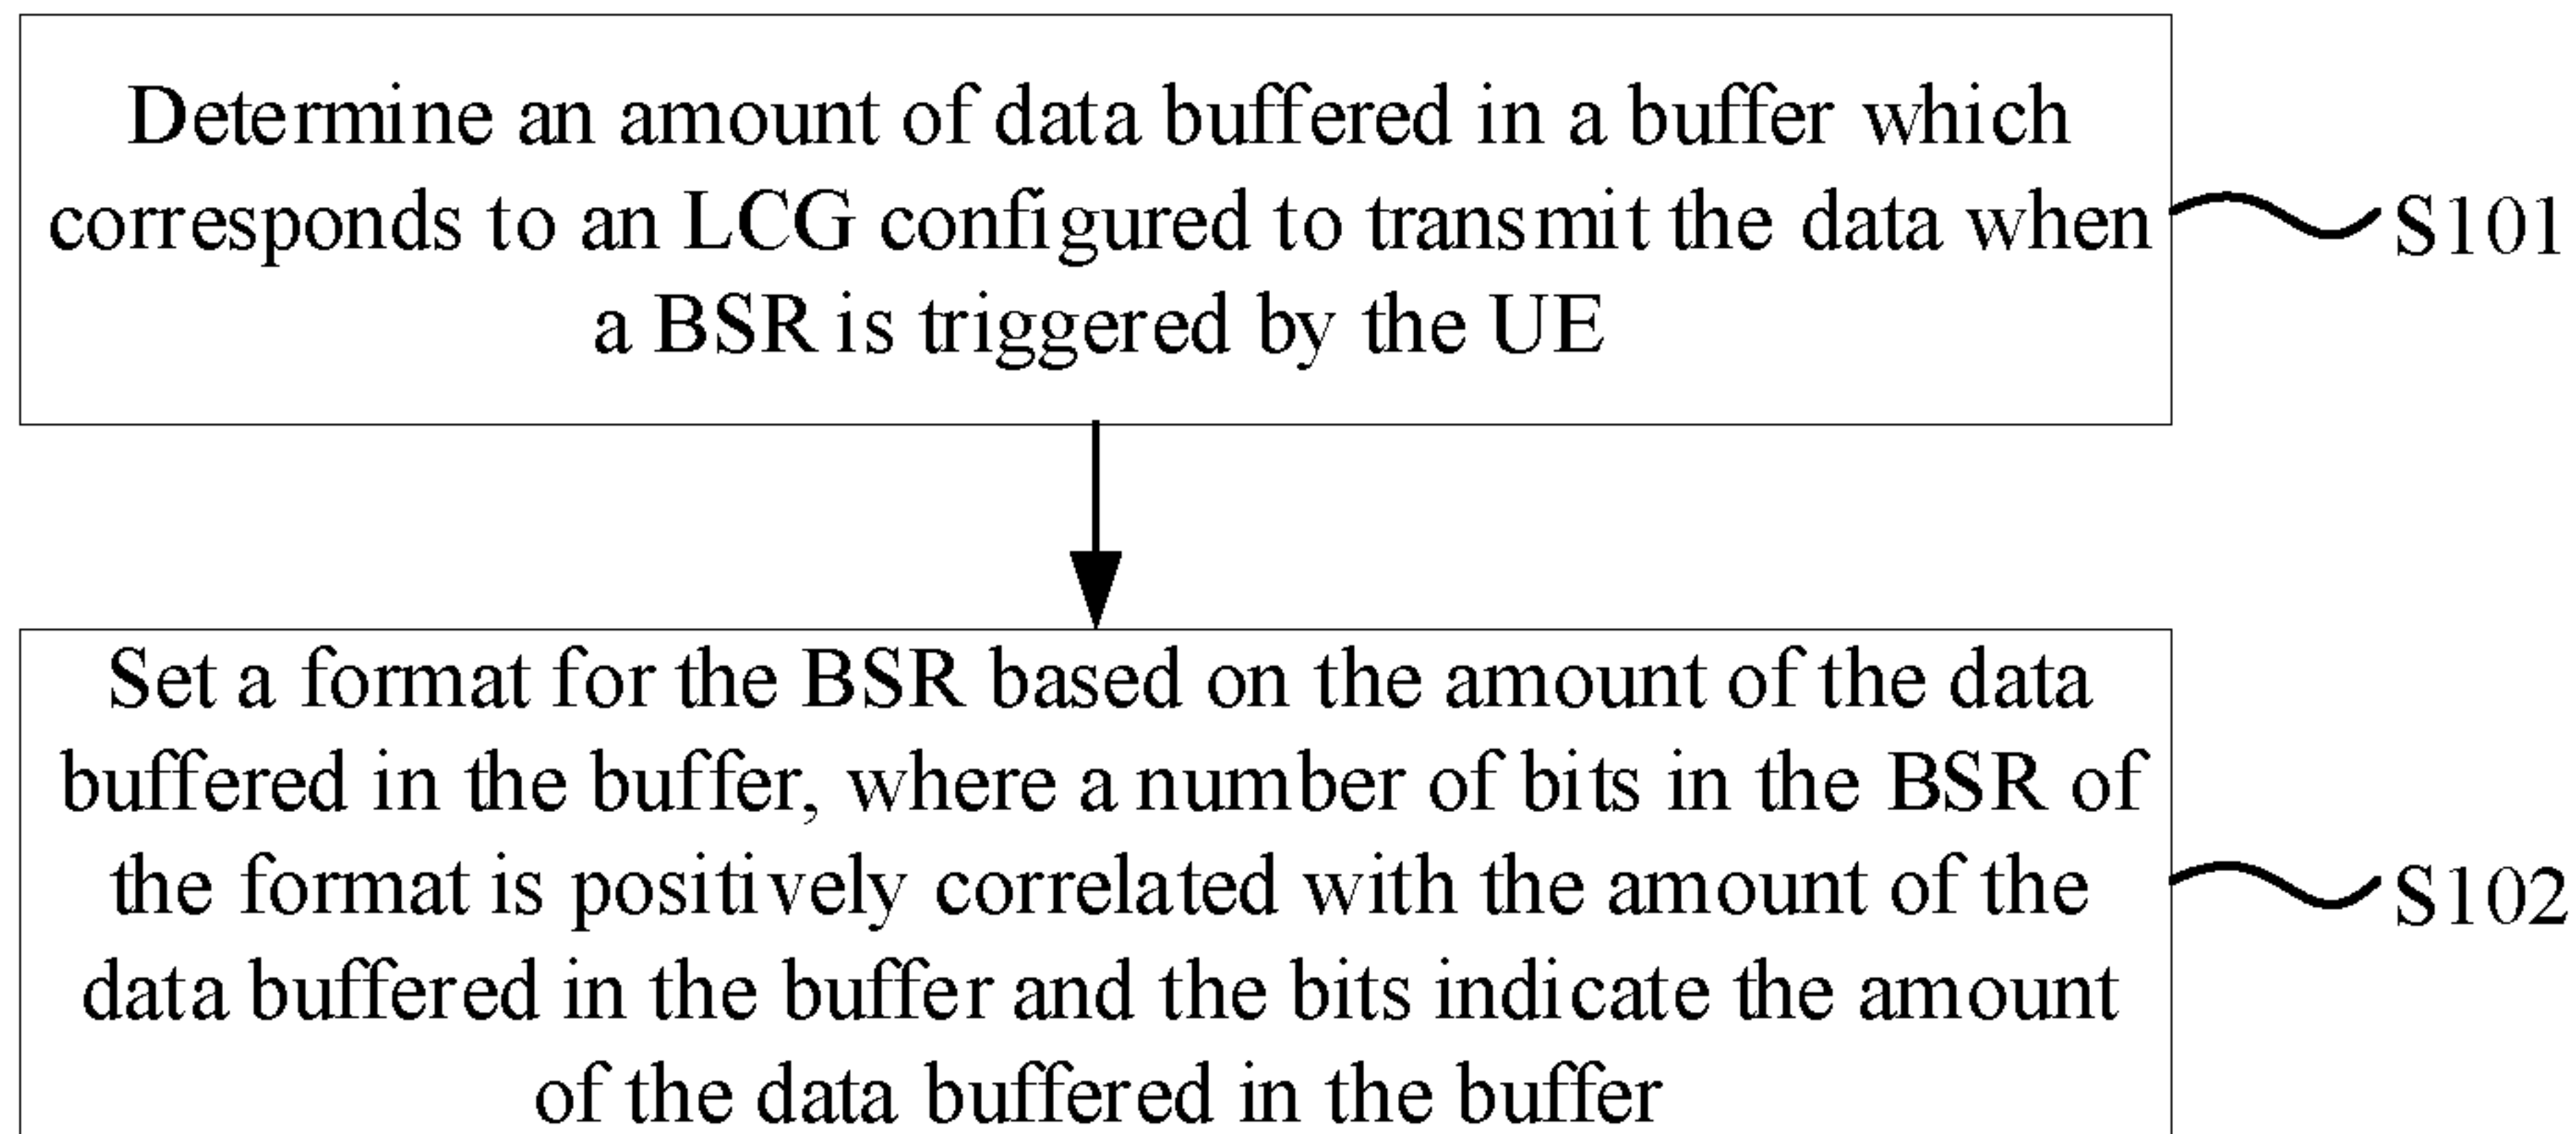 Determine an amount of data buffered in a buffer which
corresponds to an LCG configured to transmit the data when
a BSR is triggered by the UE
S101
Set a format for the BSR based on the amount of the data
buffered in the buffer, where a number of bits in the BSR of
the format is positively correlated with the amount of the
data buffered in the buffer and the bits indicate the amount
of the data buffered in the buffer
S102